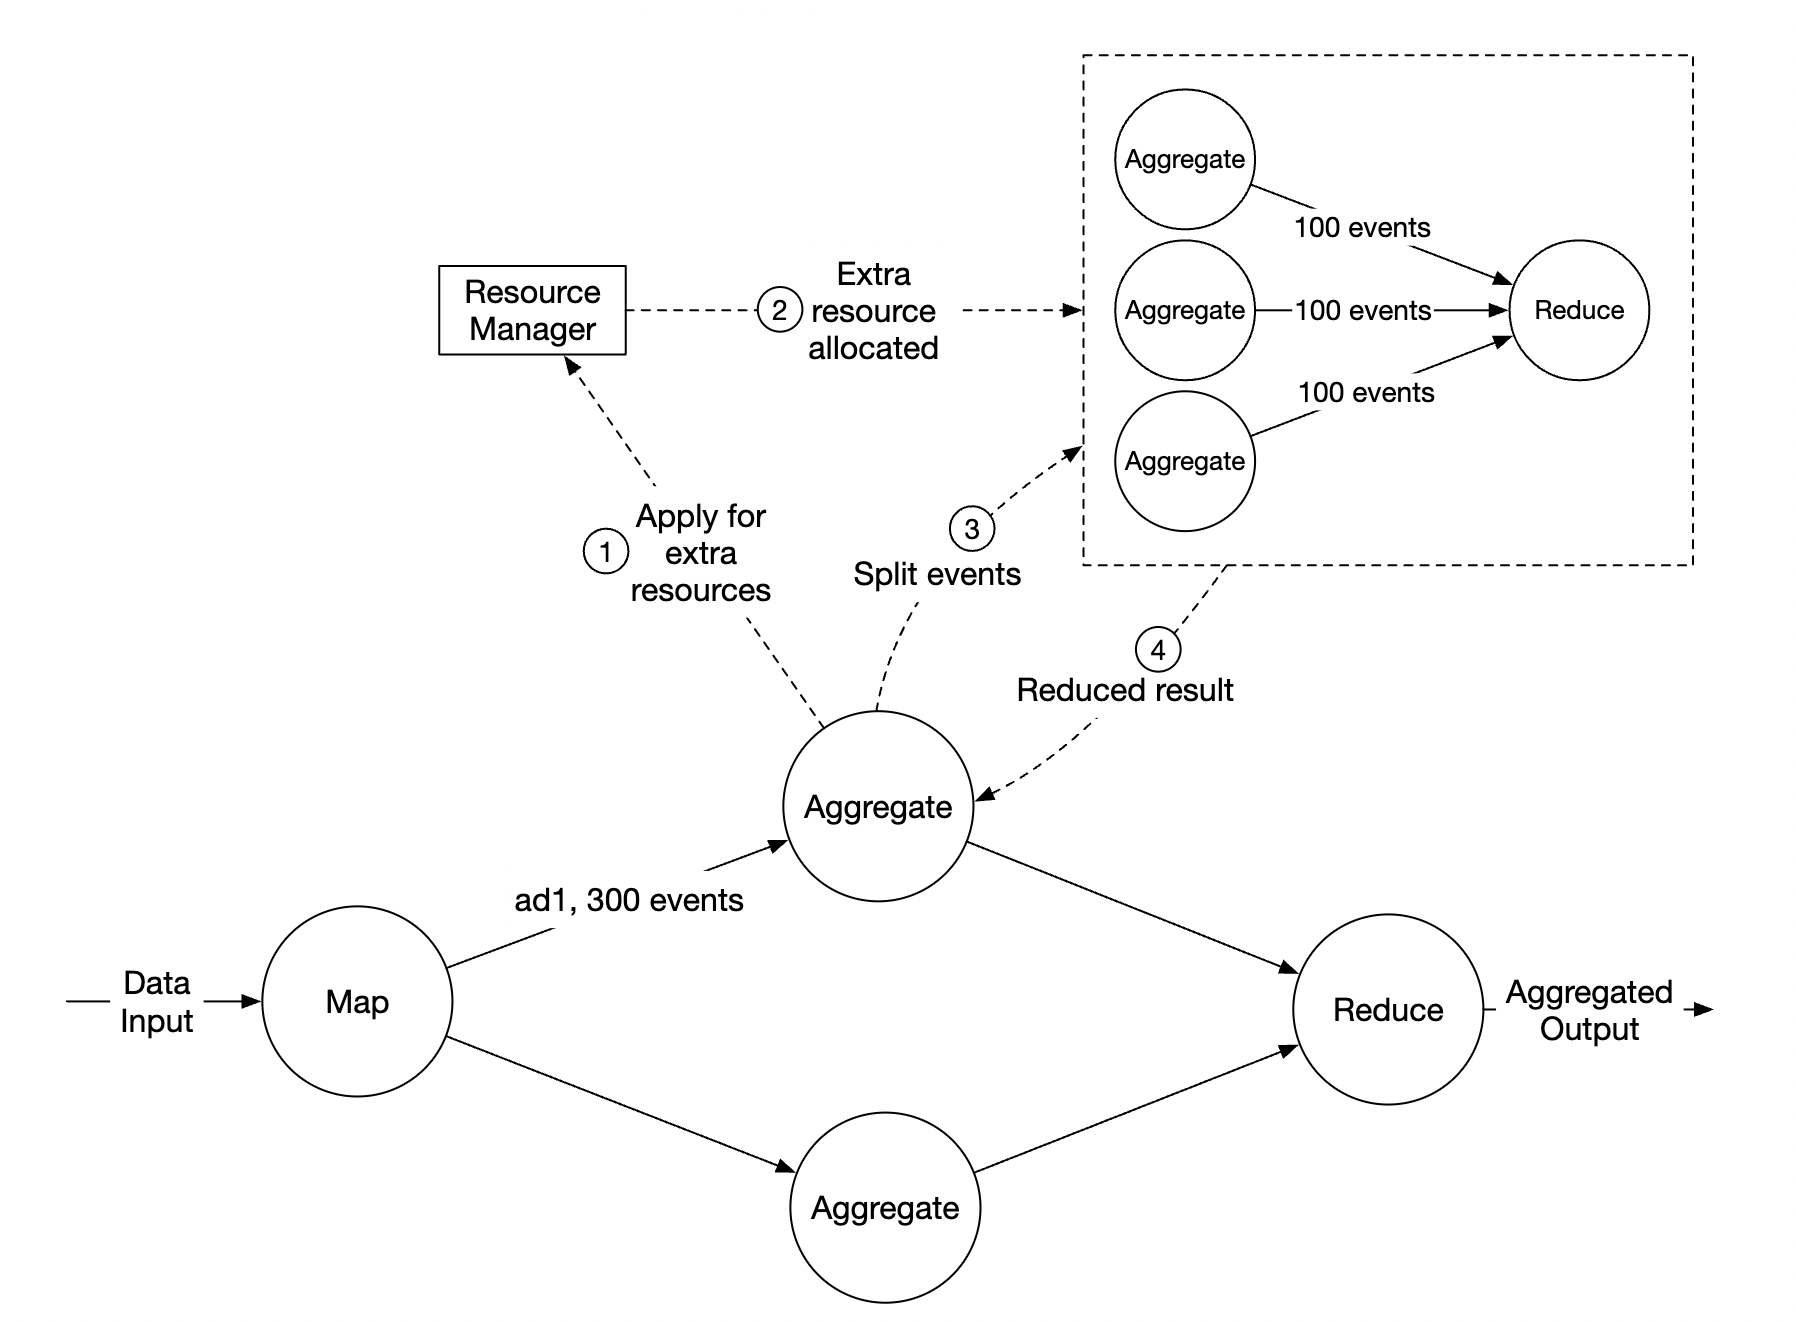 Aggregate
100 events
Aggregate
100 events
Reduce
Aggregate
100 events
Resource
Manager
2
Extra
resource
allocated
1
Apply for
extra
resources
3
Split events
4
Reduced result
Aggregate
ad1, 300 events
Data
Input
Map
Reduce
Aggregated
Output
Aggregate